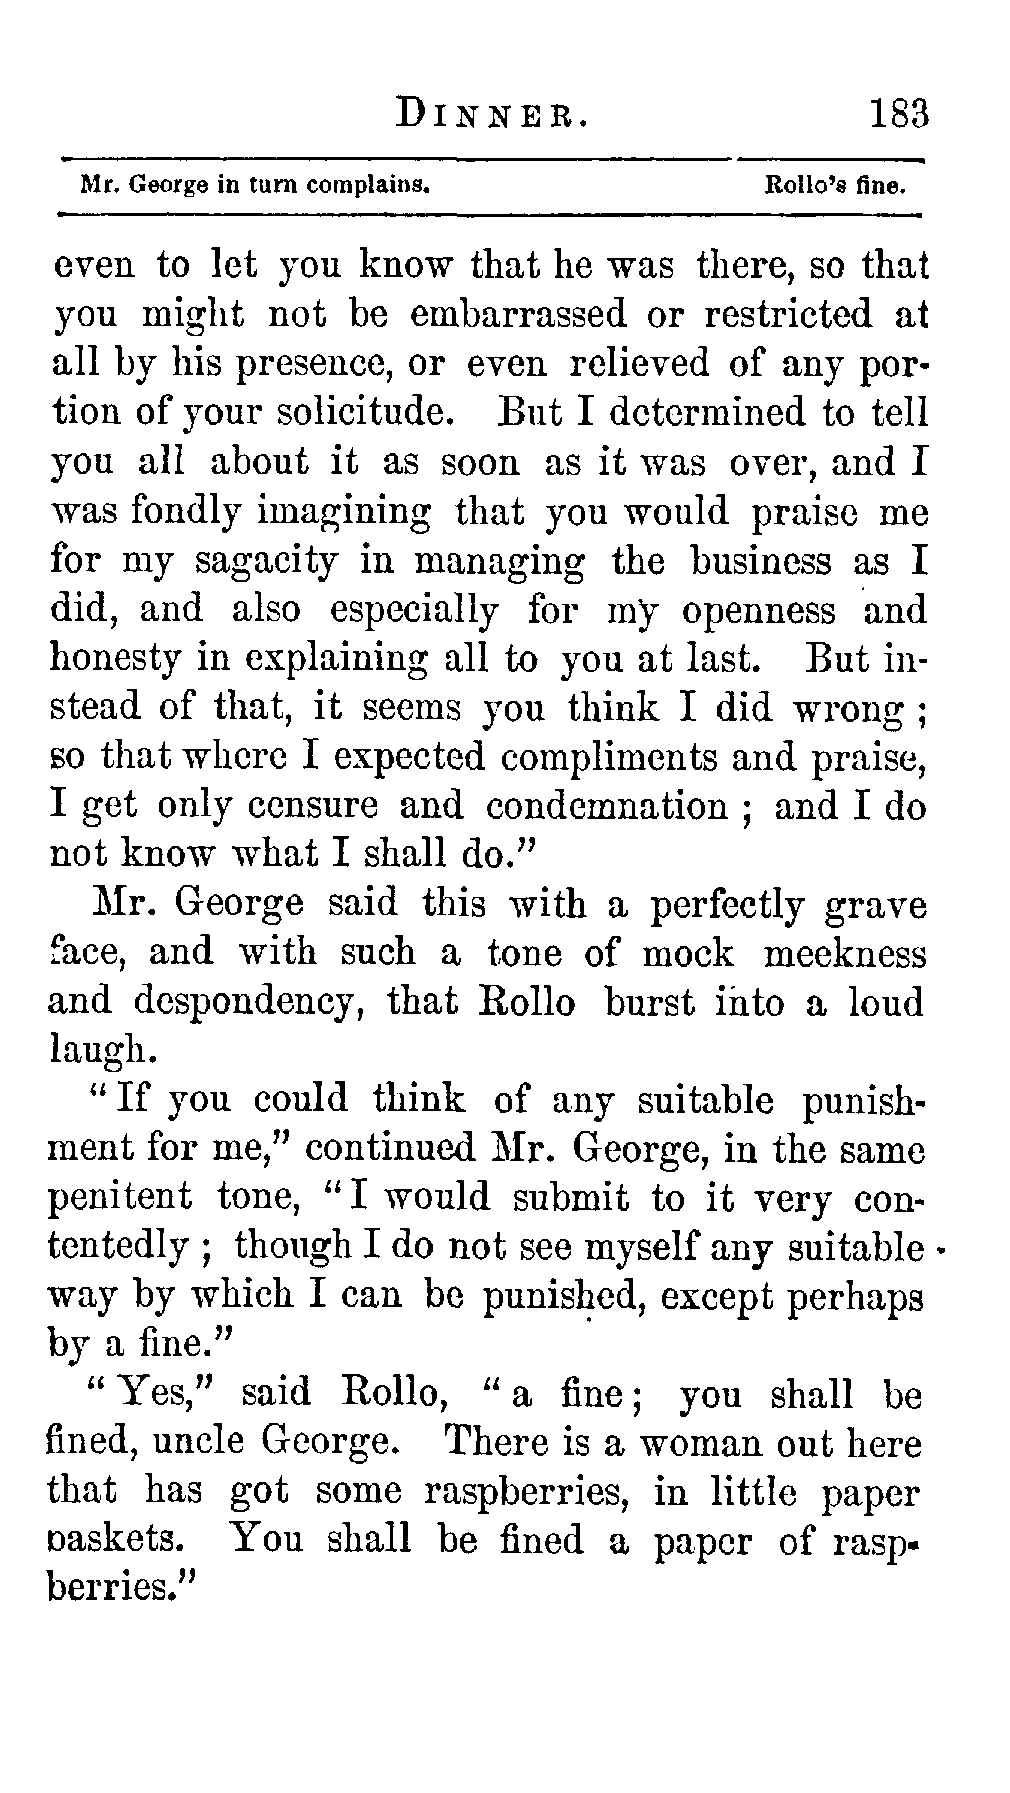 DINNER. 183
Mr. George in turn complains. Rollo's fine.
even to let you know that he was there, so that
you might not be embarrassed or restricted at
all by his presence, or even relieved of any por-
tion of your solicitude. But I determined to tell
you all about it as soon as it was over, and I
was fondly imagining that you would praise me
for my sagacity in managing the business as I
did, and also especially for my openness and
honesty in explaining all to you at last. But in-
stead of that, it seems you think I did wrong ;
so that where I expected compliments and praise,
I get only censure and condemnation ; and I do
not know what I shall do."
Mr. George said this with a perfectly grave
face, and with such a tone of mock meekness
and despondency, that Rollo burst into a loud
laugh.
" If you could think of any suitable punish-
ment for me," continued Mr. George, in the same
penitent tone, " I would submit to it very con-
tentedly ; though I do not see myself any suitable
way by which I can be punished, except perhaps
by a fine."
" Yes," said Rollo, " a fine ; you shall be
fined, uncle George. There is a woman out here
that has got some raspberries, in little paper
baskets. You shall be fined a paper of rasp-
berries."